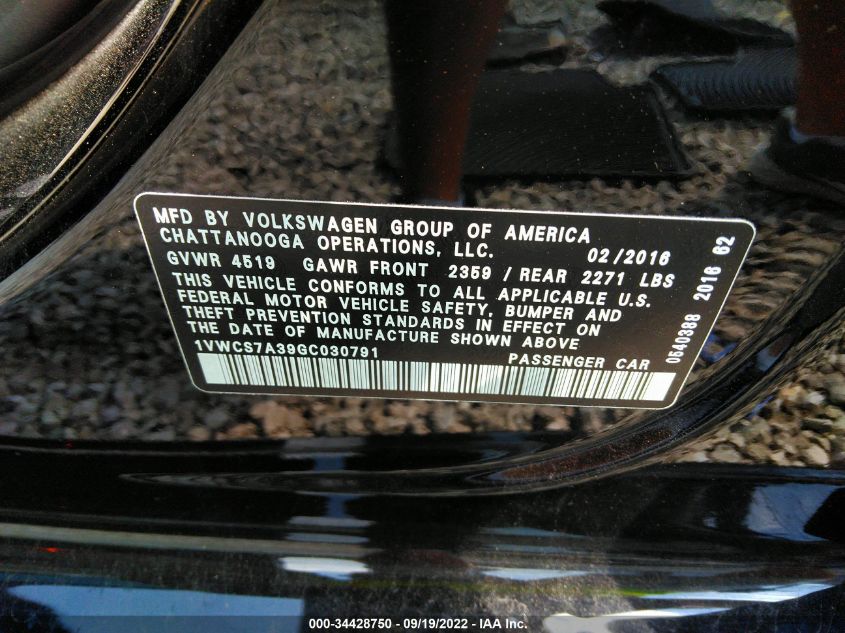 MFD BY VOLKSWAGEN GROUP OF AMERICA
CHATTANOOGA OPERATIONS, LLC. 02/2016
GVWR 4519 GAWR FRONT 2359 / REAR 2271 LBS
THIS VEHICLE CONFORMS TO ALL APPLICABLE U.S.
FEDERAL MOTOR VEHICLE SAFETY, BUMPER AND
THEFT PREVENTION STANDARDS IN EFFECT ON
THE DATE OF MANUFACTURE SHOWN ABOVE
1VWCS7A39GC030791 PASSENGER CAR
0540388 2016 62
000-34428750 - 09/19/2022 - IAA Inc.